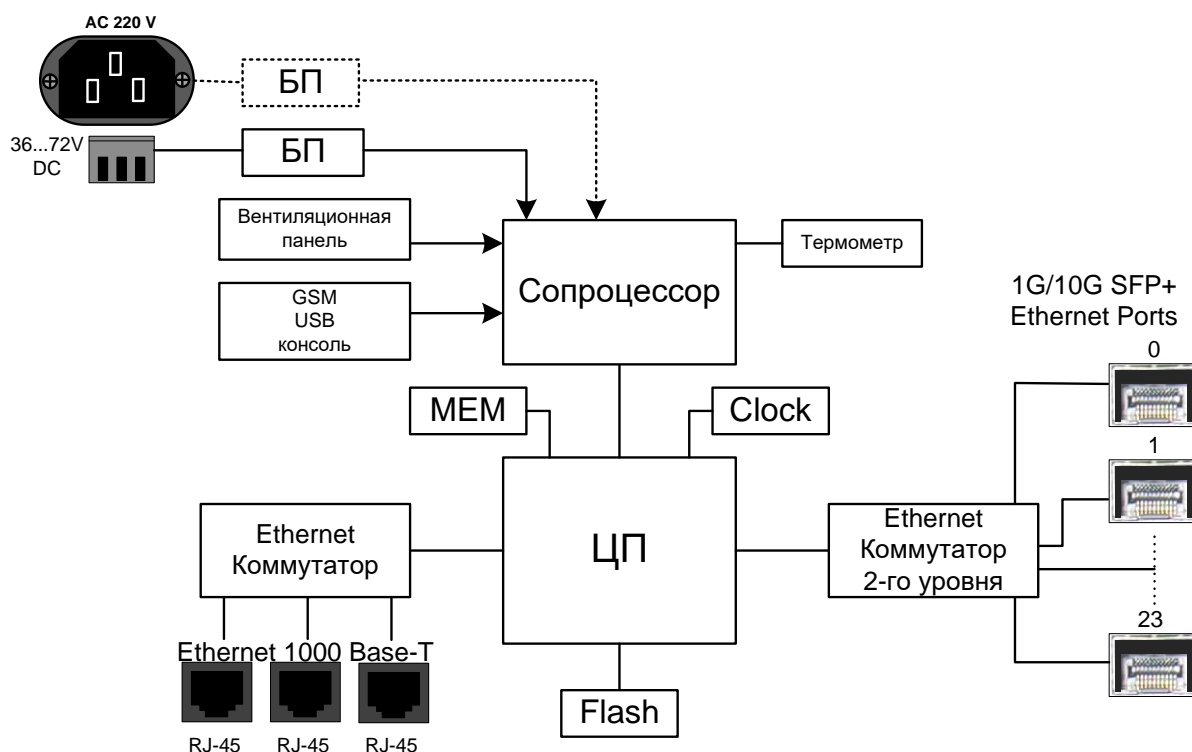 AC 220 V
БП
36...72V
DC
БП
Вентиляционная
панель
Сопроцессор
Термометр
GSM
USB
консоль
1G/10G SFP+
Ethernet Ports
0
MEM
Clock
1
Ethernet
Коммутатор
ЦП
Ethernet
Коммутатор
2-го уровня
23
Ethernet 1000 Base-T
Flash
RJ-45
RJ-45
RJ-45